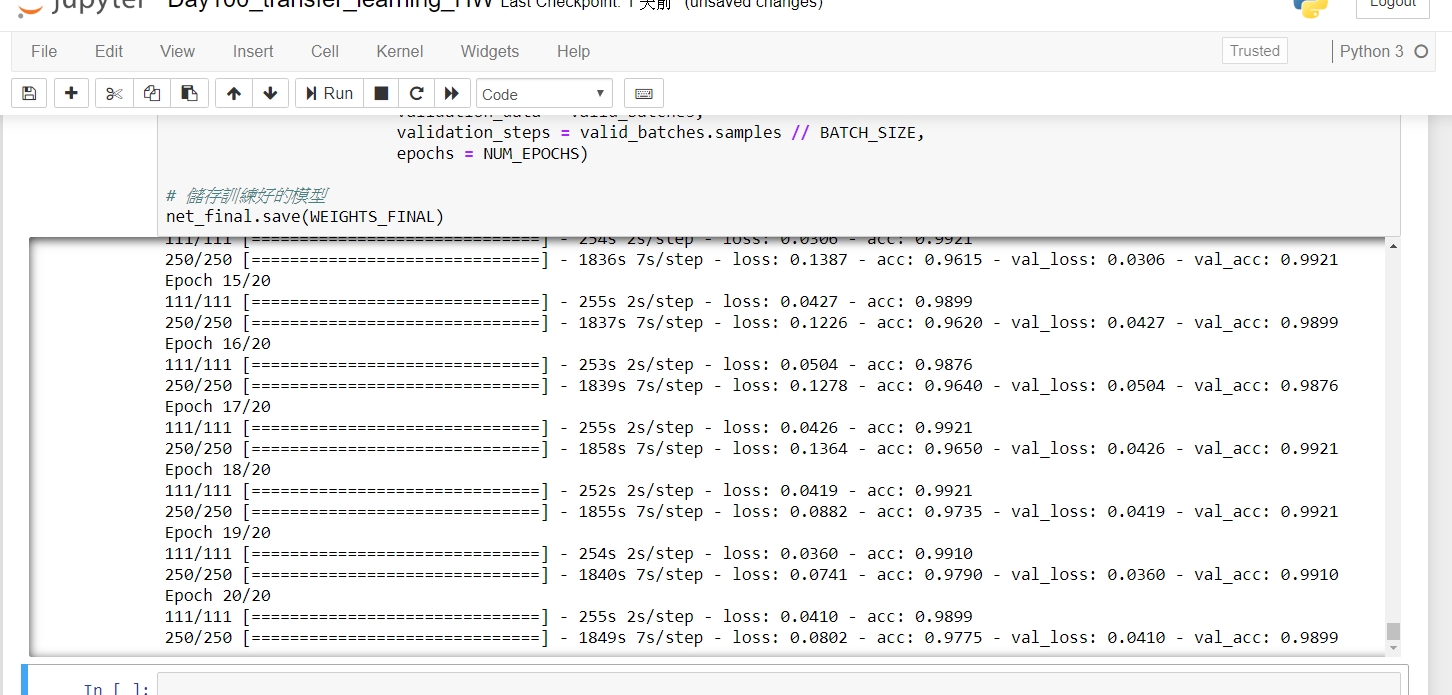 jupyter Day100_transfer_learning_HW Last Checkpoint: 1 天前 (unsaved changes) Logout
File Edit View Insert Cell Kernel Widgets Help Trusted Python 3
Run Code
validation_data = valid_batches,
validation_steps = valid_batches.samples // BATCH_SIZE,
epochs = NUM_EPOCHS)
# 儲存訓練好的模型
net_final.save(WEIGHTS_FINAL)
111/111 [==============================] - 254s 2s/step - loss: 0.0306 - acc: 0.9921
250/250 [==============================] - 1836s 7s/step - loss: 0.1387 - acc: 0.9615 - val_loss: 0.0306 - val_acc: 0.9921
Epoch 15/20
111/111 [==============================] - 255s 2s/step - loss: 0.0427 - acc: 0.9899
250/250 [==============================] - 1837s 7s/step - loss: 0.1226 - acc: 0.9620 - val_loss: 0.0427 - val_acc: 0.9899
Epoch 16/20
111/111 [==============================] - 253s 2s/step - loss: 0.0504 - acc: 0.9876
250/250 [==============================] - 1839s 7s/step - loss: 0.1278 - acc: 0.9640 - val_loss: 0.0504 - val_acc: 0.9876
Epoch 17/20
111/111 [==============================] - 255s 2s/step - loss: 0.0426 - acc: 0.9921
250/250 [==============================] - 1858s 7s/step - loss: 0.1364 - acc: 0.9650 - val_loss: 0.0426 - val_acc: 0.9921
Epoch 18/20
111/111 [==============================] - 252s 2s/step - loss: 0.0419 - acc: 0.9921
250/250 [==============================] - 1855s 7s/step - loss: 0.0882 - acc: 0.9735 - val_loss: 0.0419 - val_acc: 0.9921
Epoch 19/20
111/111 [==============================] - 254s 2s/step - loss: 0.0360 - acc: 0.9910
250/250 [==============================] - 1840s 7s/step - loss: 0.0741 - acc: 0.9790 - val_loss: 0.0360 - val_acc: 0.9910
Epoch 20/20
111/111 [==============================] - 255s 2s/step - loss: 0.0410 - acc: 0.9899
250/250 [==============================] - 1849s 7s/step - loss: 0.0802 - acc: 0.9775 - val_loss: 0.0410 - val_acc: 0.9899
In [ ]: